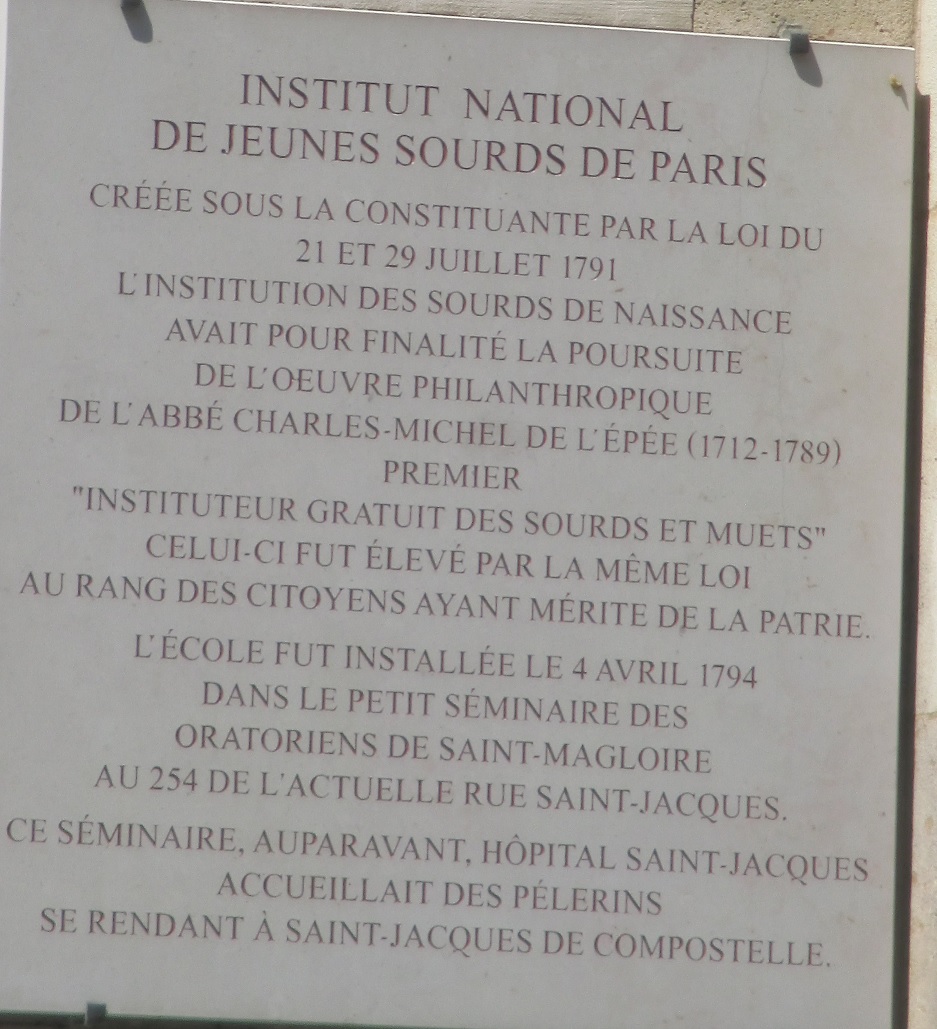 INSTITUT NATIONAL
DE JEUNES SOURDS DE PARIS
CRÉÉE SOUS LA CONSTITUANTE PAR LA LOI DU
21 ET 29 JUILLET 1791
L'INSTITUTION DES SOURDS DE NAISSANCE
AVAIT POUR FINALITÉ LA POURSUITE
DE L'OEUVRE PHILANTHROPIQUE
DE L'ABBÉ CHARLES-MICHEL DE L'ÉPÉE (1712-1789)
PREMIER
"INSTITUTEUR GRATUIT DES SOURDS ET MUETS"
CELUI-CI FUT ÉLEVÉ PAR LA MÊME LOI
AU RANG DES CITOYENS AYANT MÉRITE DE LA PATRIE.
L'ÉCOLE FUT INSTALLÉE LE 4 AVRIL 1794
DANS LE PETIT SÉMINAIRE DES
ORATORIENS DE SAINT-MAGLOIRE
AU 254 DE L'ACTUELLE RUE SAINT-JACQUES.
CE SÉMINAIRE, AUPARAVANT, HÔPITAL SAINT-JACQUES
ACCUEILLAIT DES PÉLERINS
SE RENDANT À SAINT-JACQUES DE COMPOSTELLE.